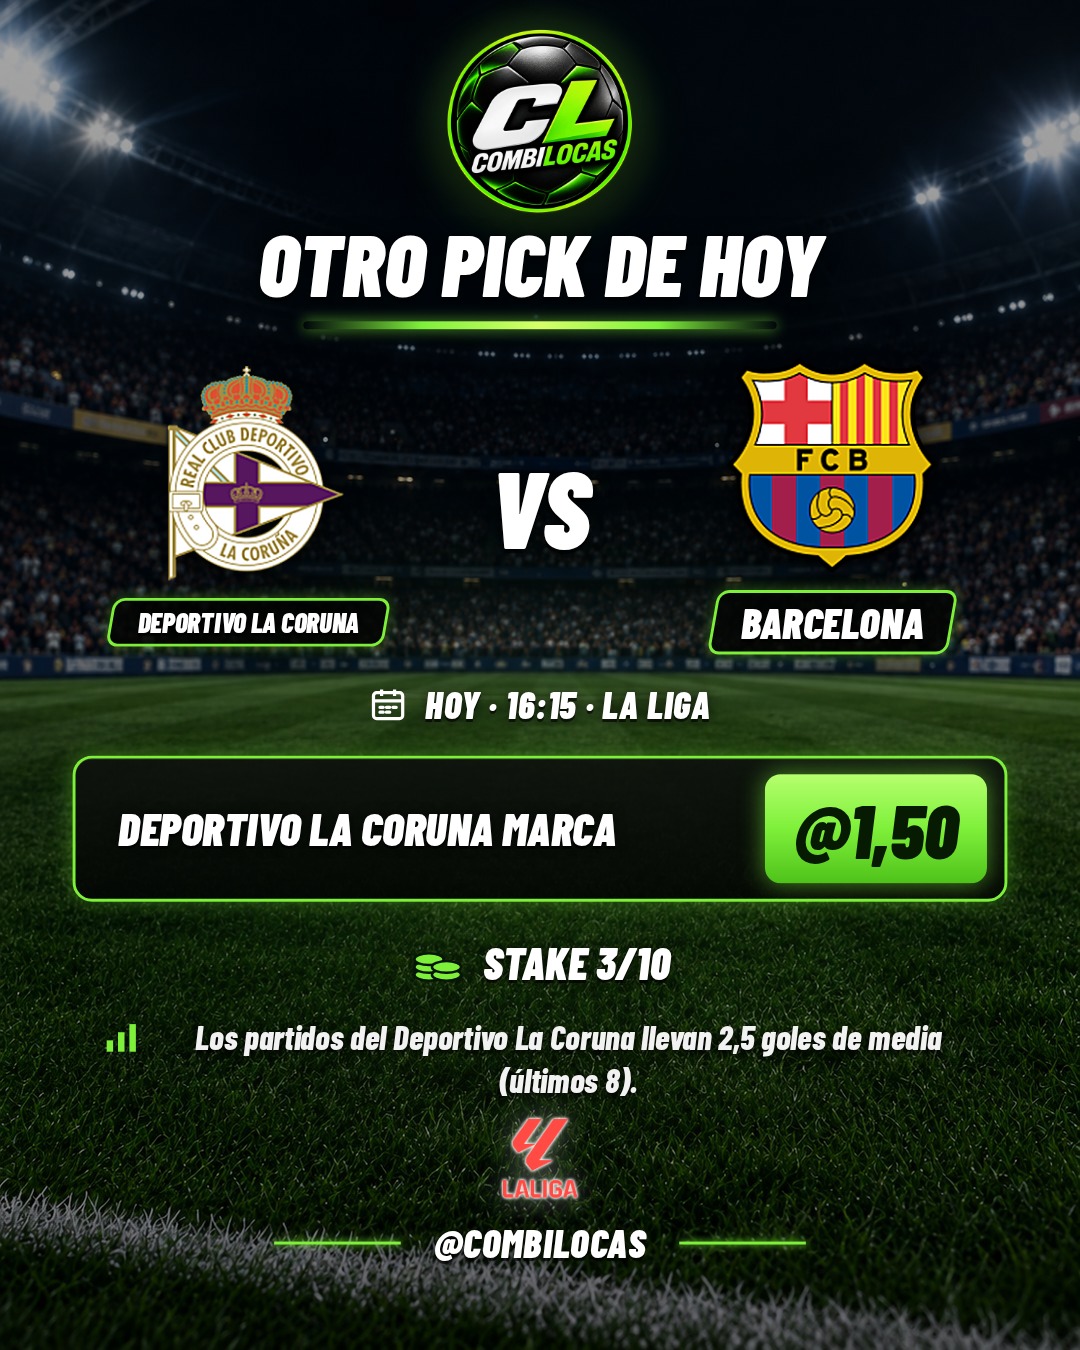 CL
COMBILOCAS
OTRO PICK DE HOY
REAL CLUB DEPORTIVO
LA CORUÑA
VS
FCB
DEPORTIVO LA CORUNA
BARCELONA
HOY · 16:15 · LA LIGA
DEPORTIVO LA CORUNA MARCA
@1,50
STAKE 3/10
Los partidos del Deportivo La Coruna llevan 2,5 goles de media
(últimos 8).
LALIGA
@COMBILOCAS